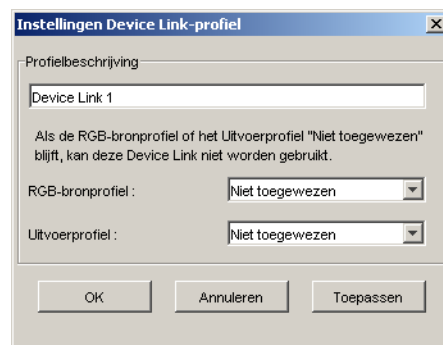 Instellingen Device Link-profiel
Profielbeschrijving
Device Link 1
Als de RGB-bronprofiel of het Uitvoerprofiel "Niet toegewezen"
blijft, kan deze Device Link niet worden gebruikt.
RGB-bronprofiel : Niet toegewezen
Uitvoerprofiel : Niet toegewezen
OK Annuleren Toepassen